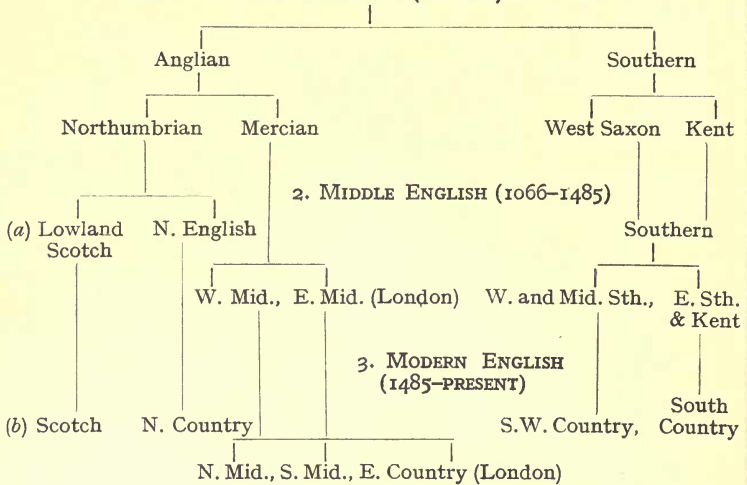 Anglian Southern
Northumbrian Mercian West Saxon Kent
2. MIDDLE ENGLISH (1066–1485)
(a) Lowland Scotch N. English Southern
W. Mid., E. Mid. (London) W. and Mid. Sth., E. Sth. & Kent
3. MODERN ENGLISH
(1485–PRESENT)
(b) Scotch N. Country S.W. Country, South Country
N. Mid., S. Mid., E. Country (London)